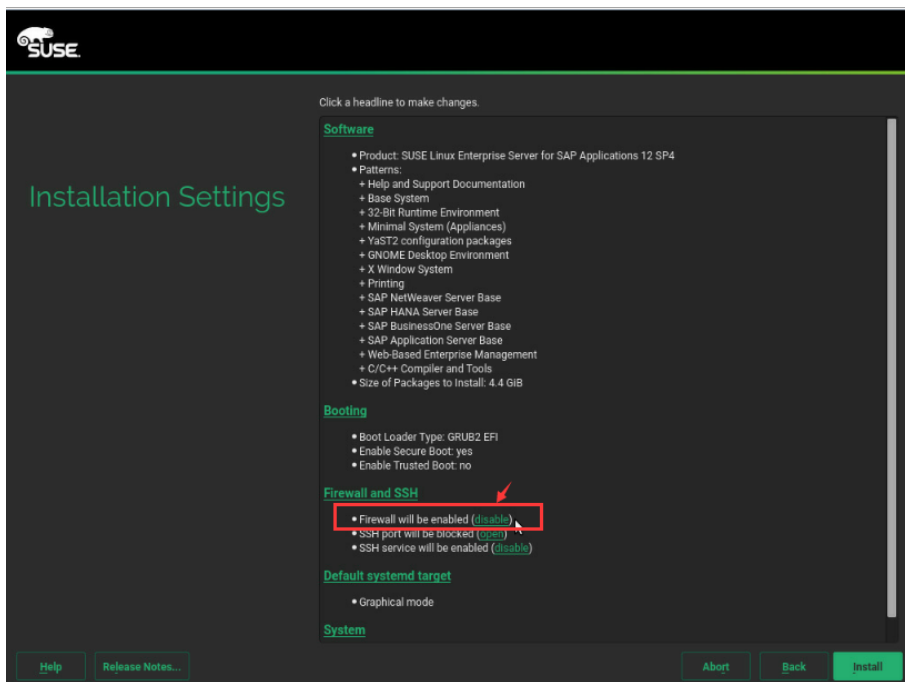 SUSE.
Click a headline to make changes.
Installation Settings
Software
• Product: SUSE Linux Enterprise Server for SAP Applications 12 SP4
• Patterns:
+ Help and Support Documentation
+ Base System
+ 32-Bit Runtime Environment
+ Minimal System (Appliances)
+ YaST2 configuration packages
+ GNOME Desktop Environment
+ X Window System
+ Printing
+ SAP NetWeaver Server Base
+ SAP HANA Server Base
+ SAP BusinessOne Server Base
+ SAP Application Server Base
+ Web-Based Enterprise Management
+ C/C++ Compiler and Tools
• Size of Packages to Install: 4.4 GiB
Booting
• Boot Loader Type: GRUB2 EFI
• Enable Secure Boot: yes
• Enable Trusted Boot: no
Firewall and SSH
• Firewall will be enabled (disable)
• SSH port will be blocked (open)
• SSH service will be enabled (disable)
Default systemd target
• Graphical mode
System
Help Release Notes... Abort Back Install